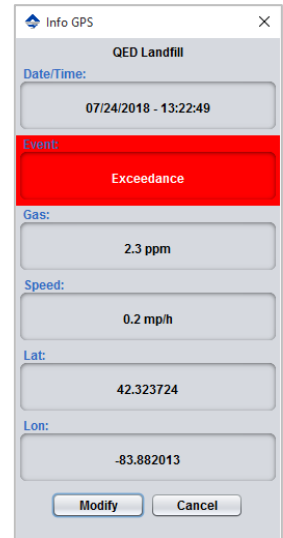 Info GPS
QED Landfill
Date/Time:
07/24/2018 - 13:22:49
Event:
Exceedance
Gas:
2.3 ppm
Speed:
0.2 mp/h
Lat:
42.323724
Lon:
-83.882013
Modify Cancel